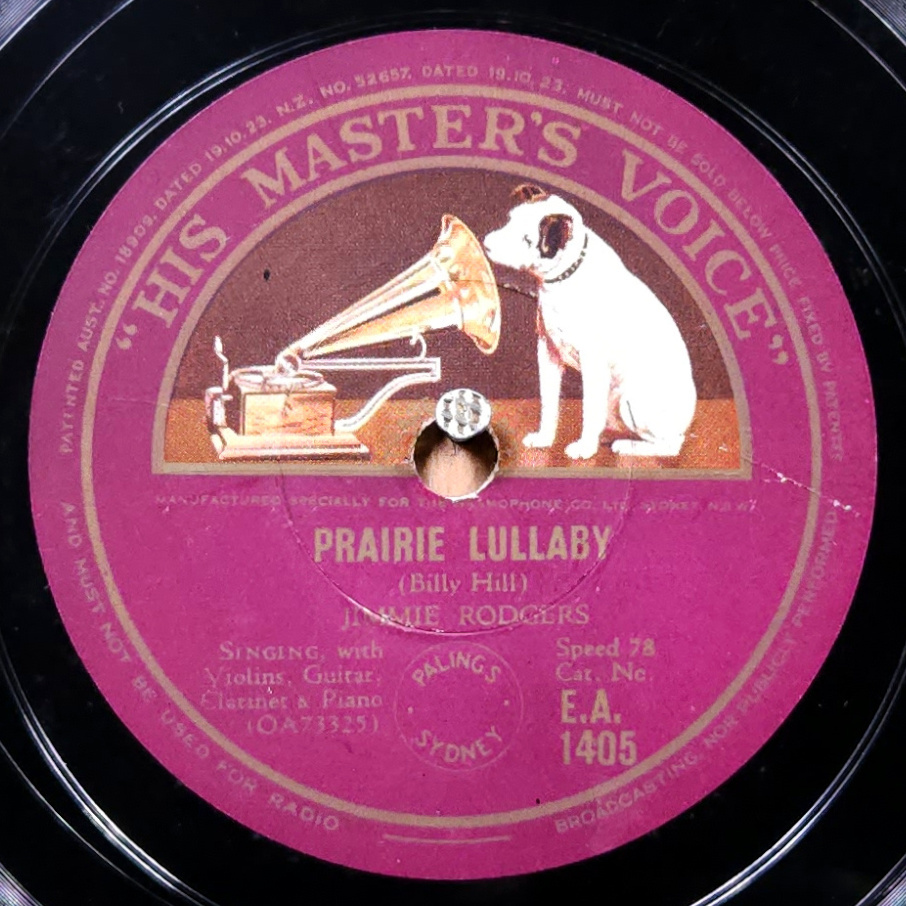 PATENTED AUST. NO. 18909. DATED 19.10.23. N.Z. NO. 52657. DATED 19.10.23. MUST NOT BE SOLD BELOW PRICE FIXED BY PATENTEE
AND MUST NOT BE USED FOR RADIO BROADCASTING, NOR PUBLICLY PERFORMED.
“HIS MASTER'S VOICE”
MANUFACTURED SPECIALLY FOR THE GRAMOPHONE CO. LTD. SYDNEY N.S.W.
PRAIRIE LULLABY
(Billy Hill)
JIMMIE RODGERS
SINGING, with
Violins, Guitar,
Clarinet & Piano
(OA73325)
PALING'S
SYDNEY
Speed 78
Cat. No.
E.A.
1405